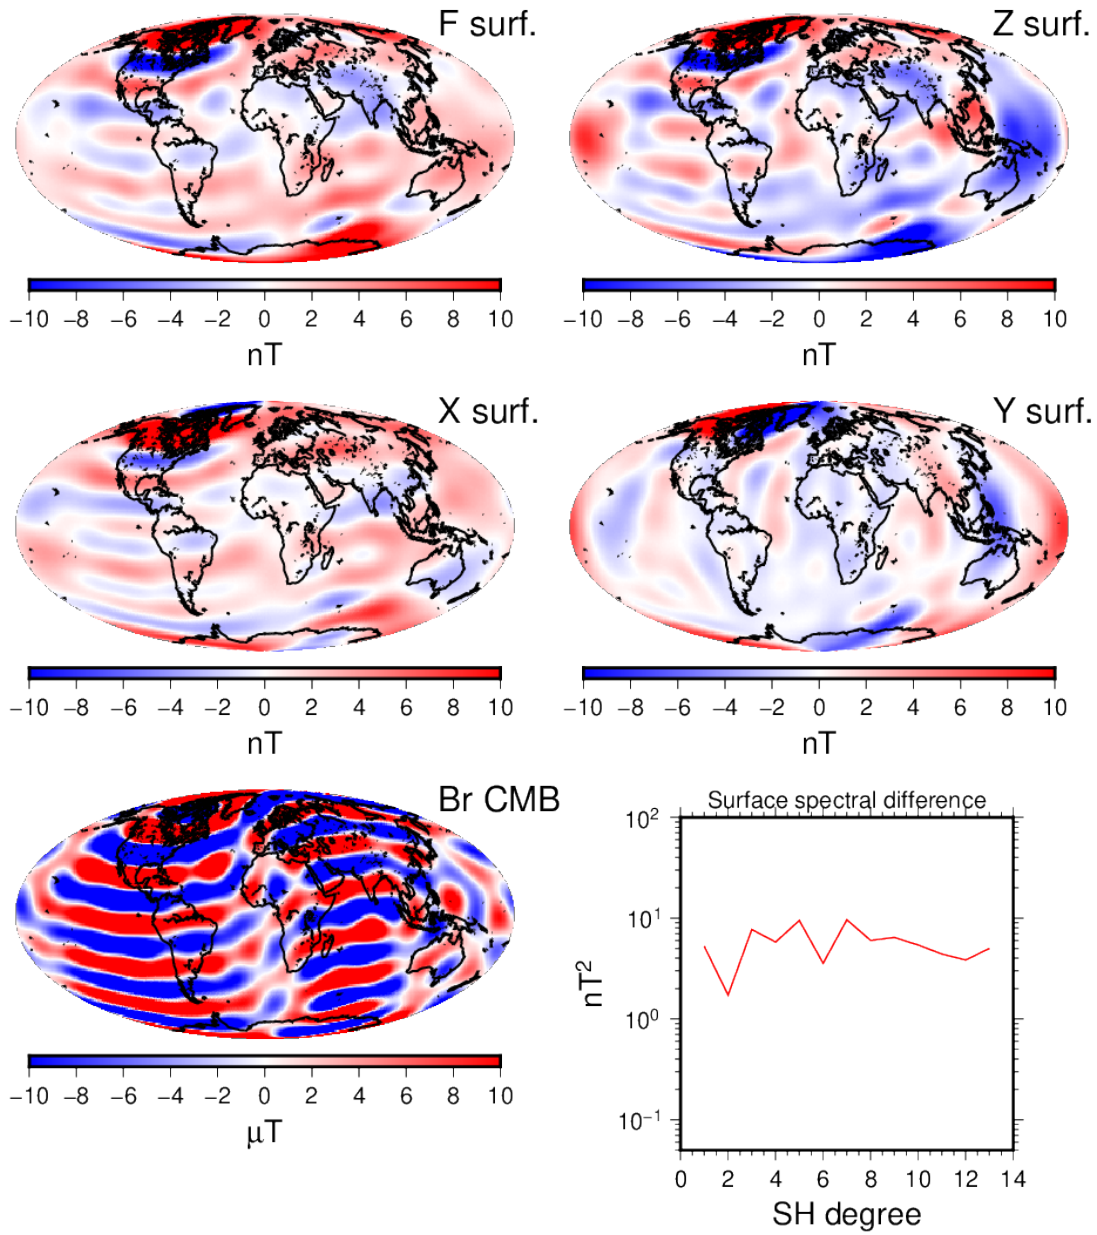 F surf.
Z surf.
−10 −8 −6 −4 −2 0 2 4 6 8 10
nT
−10 −8 −6 −4 −2 0 2 4 6 8 10
nT
X surf.
Y surf.
−10 −8 −6 −4 −2 0 2 4 6 8 10
nT
−10 −8 −6 −4 −2 0 2 4 6 8 10
nT
Br CMB
−10 −8 −6 −4 −2 0 2 4 6 8 10
μT
Surface spectral difference
10²
10¹
10⁰
10⁻¹
nT²
0 2 4 6 8 10 12 14
SH degree